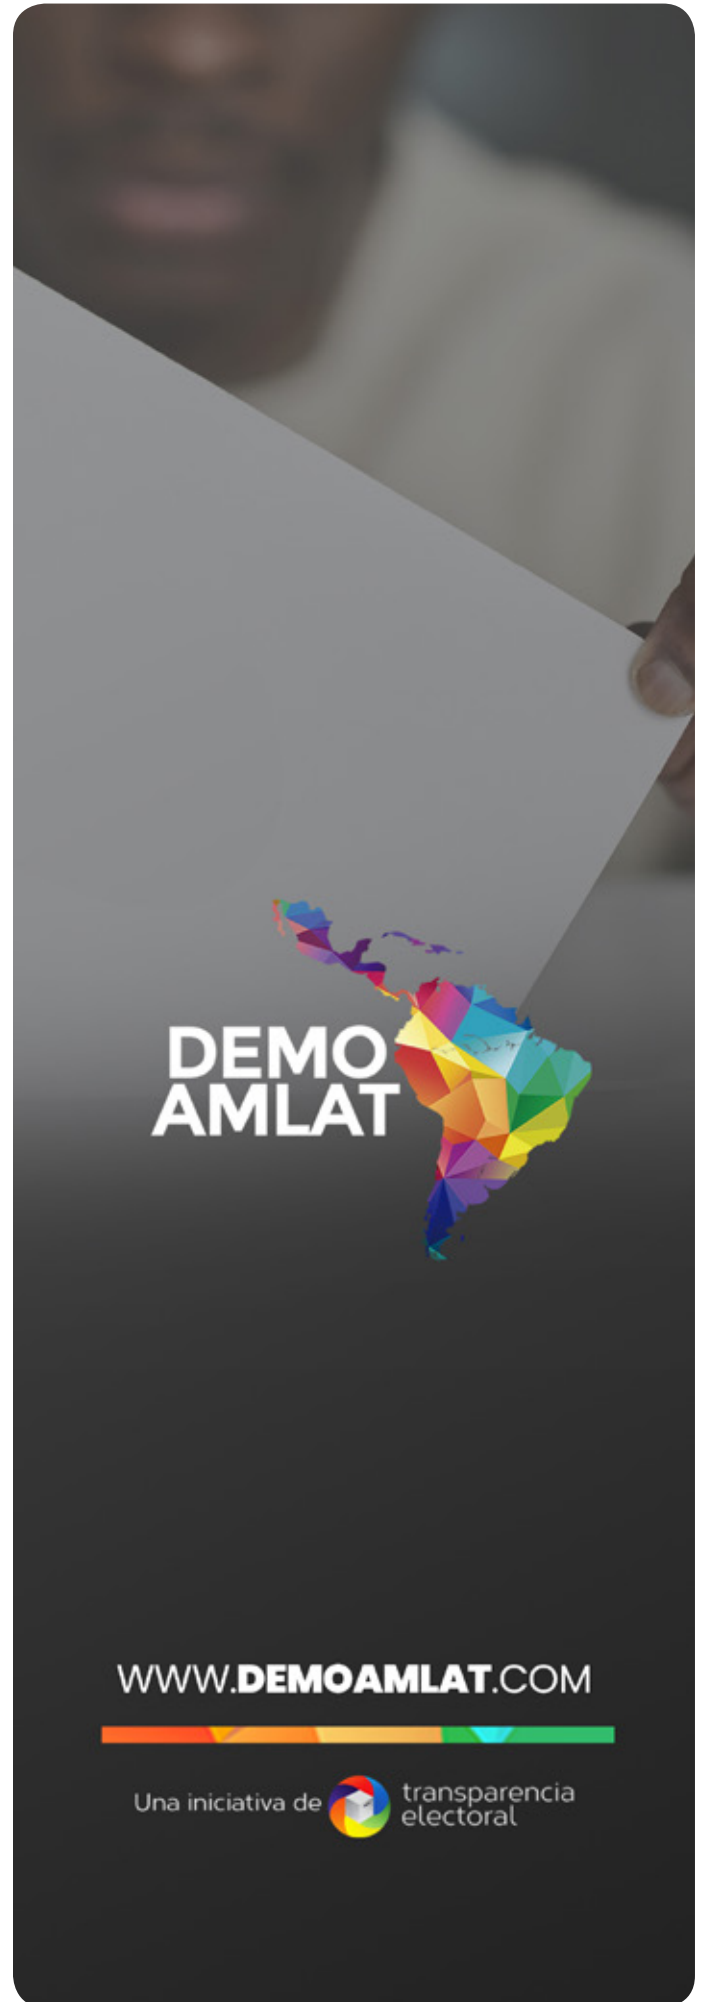 DEMO
AMLAT
WWW.DEMOAMLAT.COM
Una iniciativa de transparencia
electoral